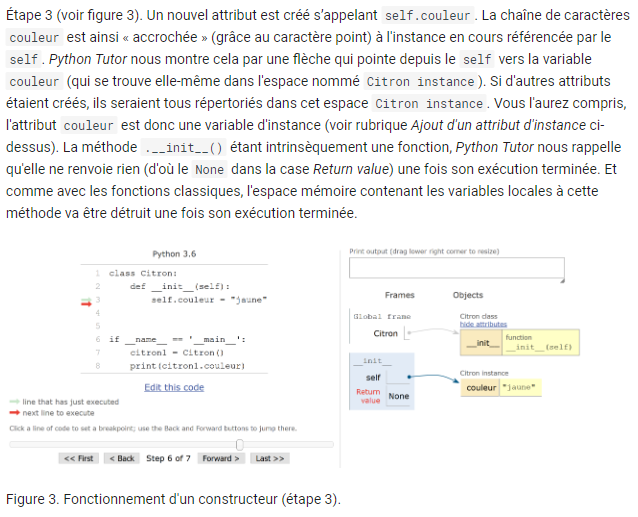 Étape 3 (voir figure 3). Un nouvel attribut est créé s'appelant self.couleur . La chaîne de caractères
couleur est ainsi « accrochée » (grâce au caractère point) à l'instance en cours référencée par le
self . Python Tutor nous montre cela par une flèche qui pointe depuis le self vers la variable
couleur (qui se trouve elle-même dans l'espace nommé Citron instance ). Si d'autres attributs
étaient créés, ils seraient tous répertoriés dans cet espace Citron instance . Vous l'aurez compris,
l'attribut couleur est donc une variable d'instance (voir rubrique Ajout d'un attribut d'instance ci-
dessus). La méthode .__init__() étant intrinsèquement une fonction, Python Tutor nous rappelle
qu'elle ne renvoie rien (d'où le None dans la case Return value) une fois son exécution terminée. Et
comme avec les fonctions classiques, l'espace mémoire contenant les variables locales à cette
méthode va être détruit une fois son exécution terminée.
Python 3.6
1 class Citron:
2 def __init__(self):
3 self.couleur = "jaune"
4
5
6 if __name__ == '__main__':
7 citron1 = Citron()
8 print(citron1.couleur)
Edit this code
line that has just executed
next line to execute
Click a line of code to set a breakpoint; use the Back and Forward buttons to jump there.
<< First < Back Step 6 of 7 Forward > Last >>
Print output (drag lower right corner to resize)
Frames Objects
Global frame
Citron
Citron class
hide attributes
__init__
function
__init__(self)
__init__
self
Return
value None
Citron instance
couleur "jaune"
Figure 3. Fonctionnement d'un constructeur (étape 3).